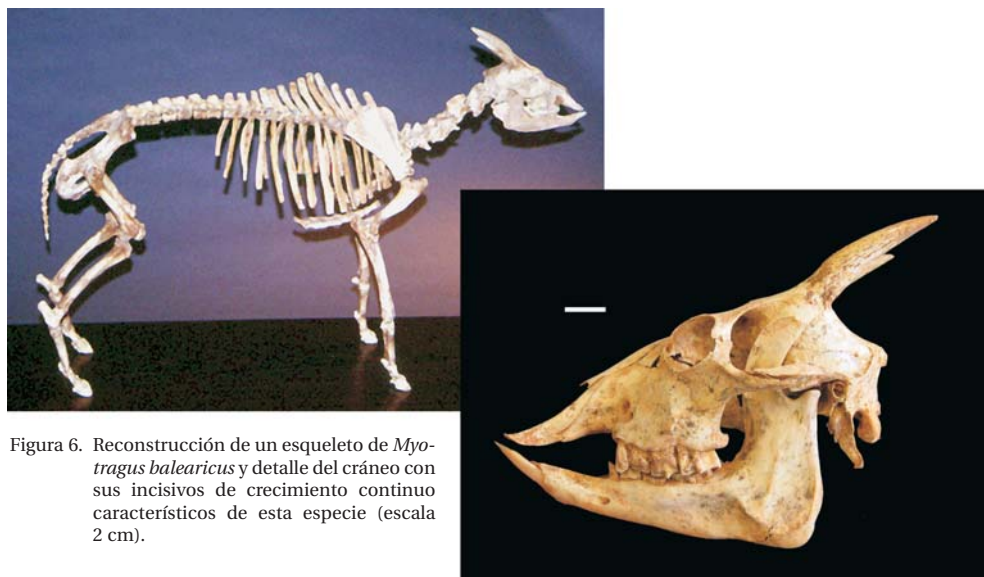 Figura 6. Reconstrucción de un esqueleto de Myo-
tragus balearicus y detalle del cráneo con
sus incisivos de crecimiento continuo
característicos de esta especie (escala
2 cm).